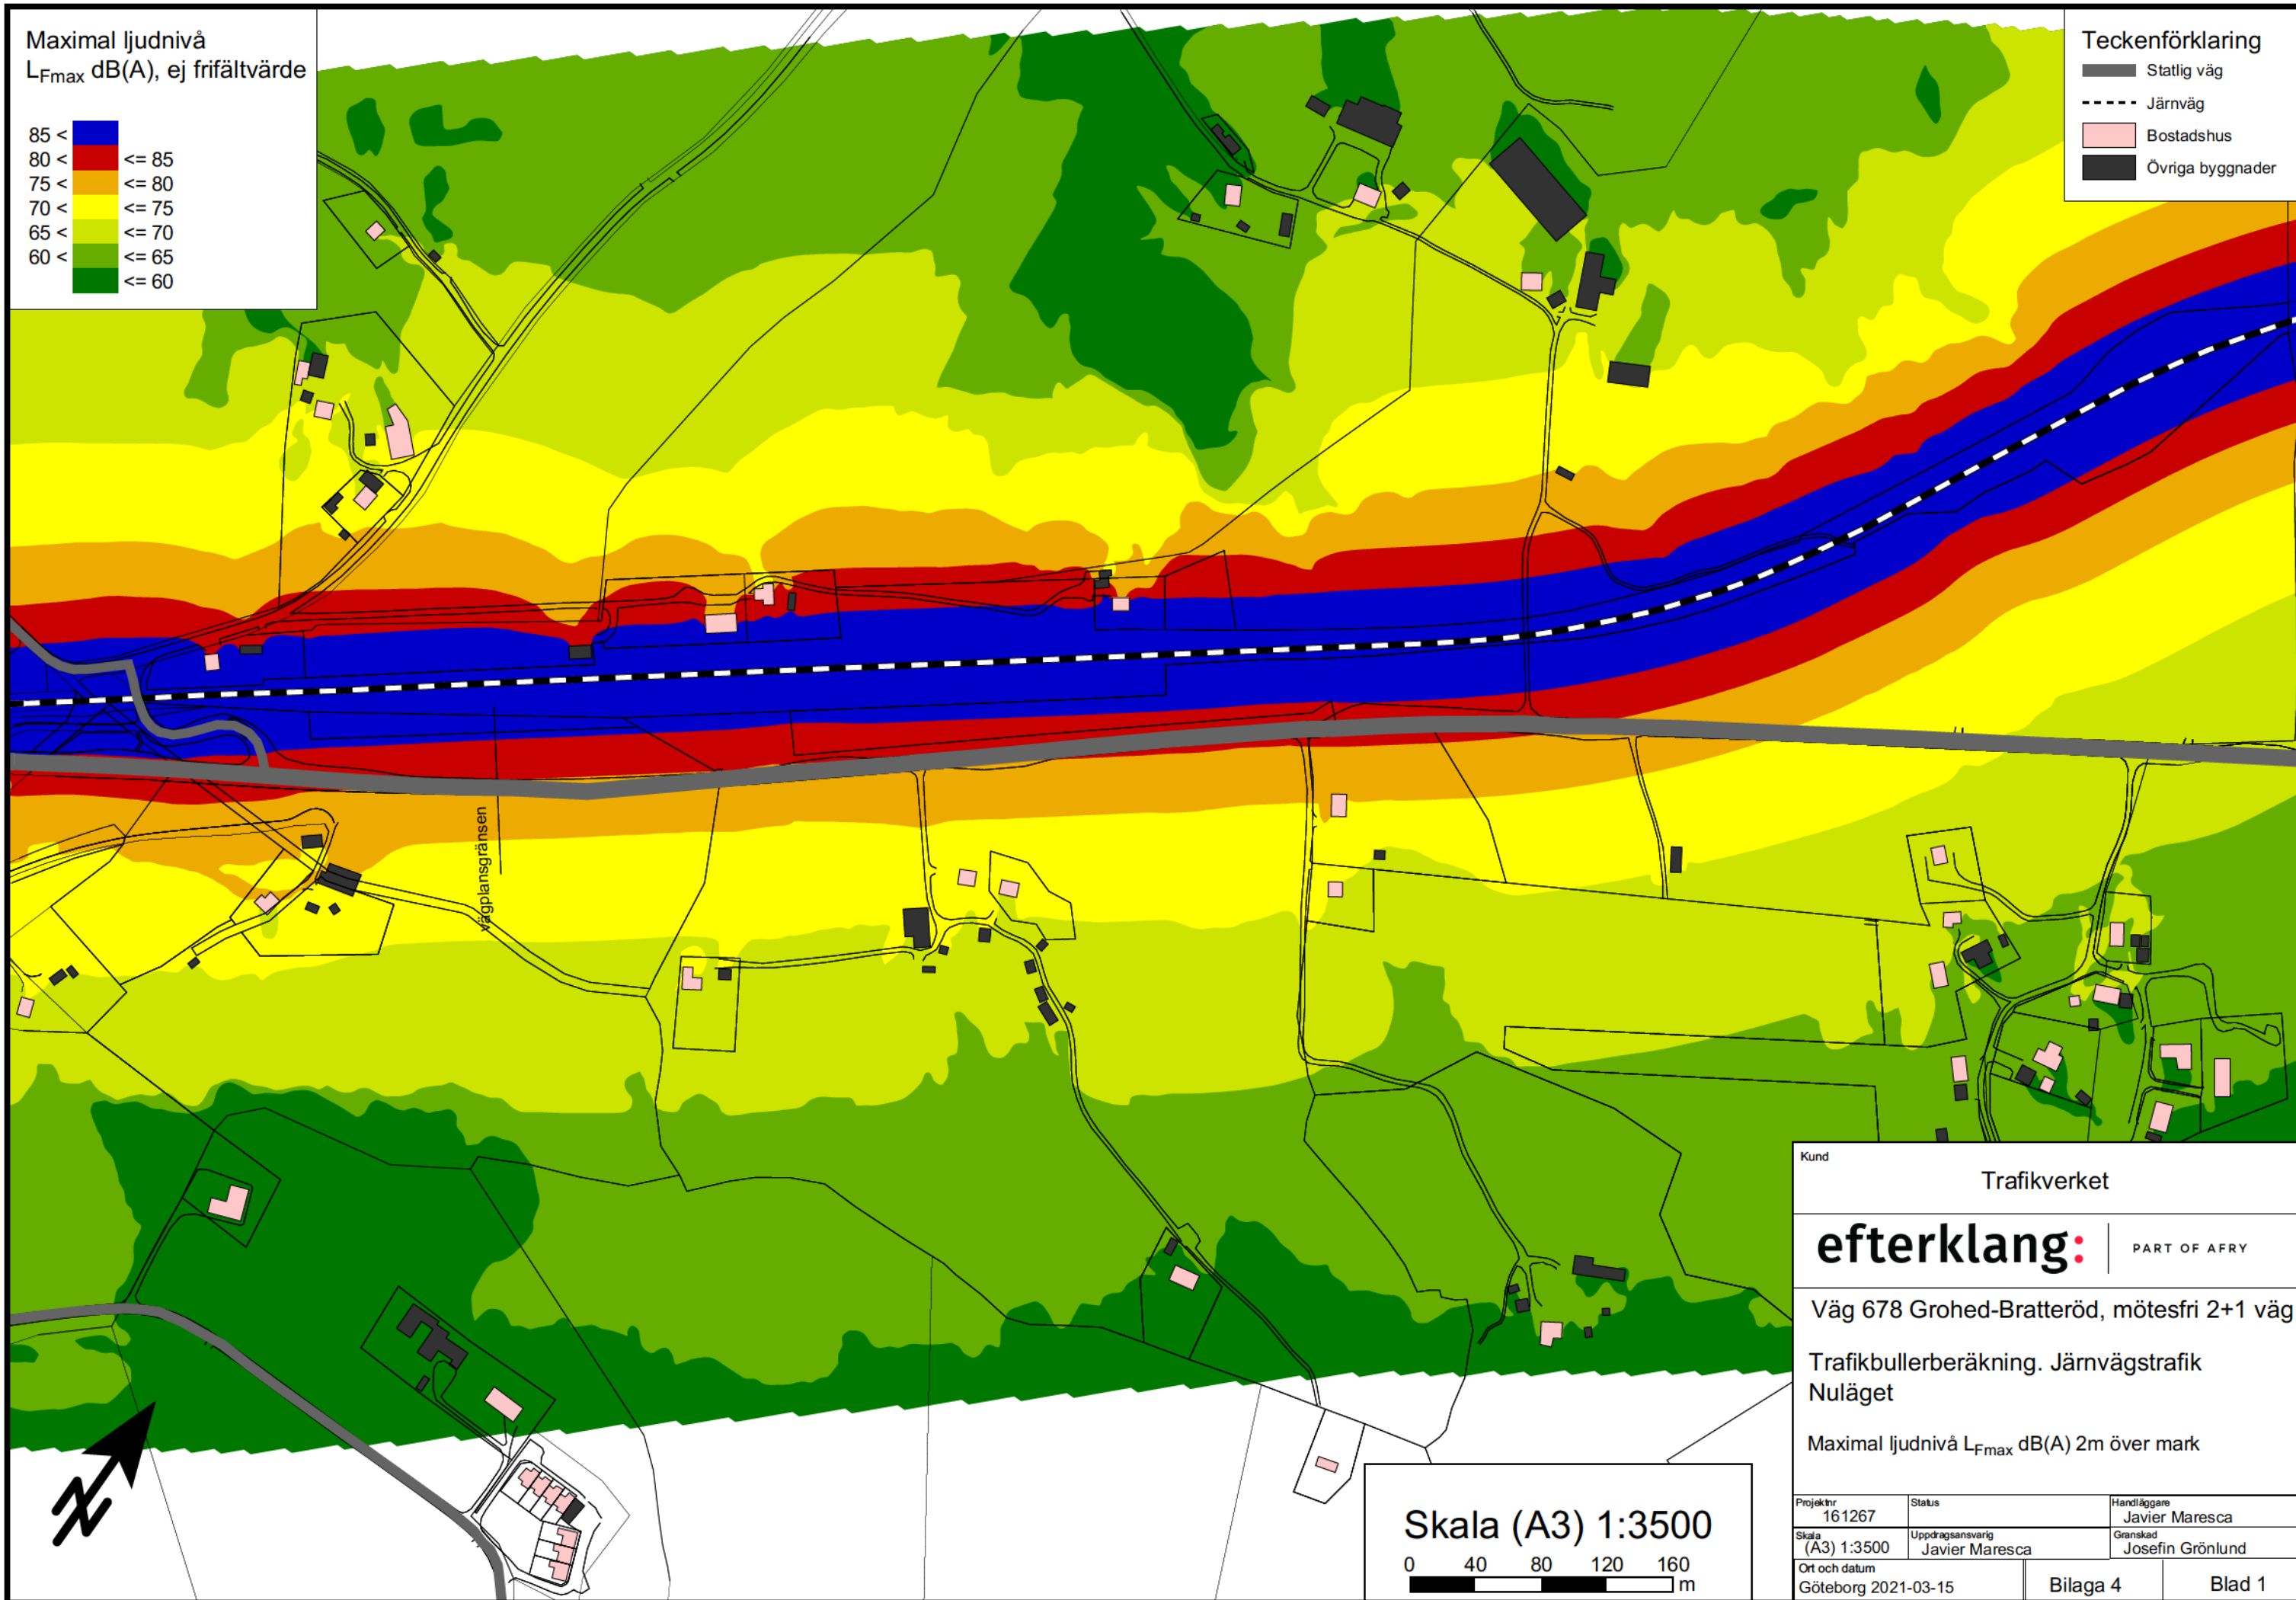 Maximal ljudnivå
LFmax dB(A), ej frifältvärde
85 <
80 < <= 85
75 < <= 80
70 < <= 75
65 < <= 70
60 < <= 65
<= 60
Teckenförklaring
Statlig väg
Järnväg
Bostadshus
Övriga byggnader
vägplansgränsen
N
Skala (A3) 1:3500
0 40 80 120 160
m
Kund
Trafikverket
efterklang: PART OF AFRY
Väg 678 Grohed-Bratteröd, mötesfri 2+1 väg
Trafikbullerberäkning. Järnvägstrafik
Nuläget
Maximal ljudnivå LFmax dB(A) 2m över mark
Projektnr Status Handläggare
161267 Javier Maresca
Skala Uppdragsansvarig Granskad
(A3) 1:3500 Javier Maresca Josefin Grönlund
Ort och datum
Göteborg 2021-03-15 Bilaga 4 Blad 1